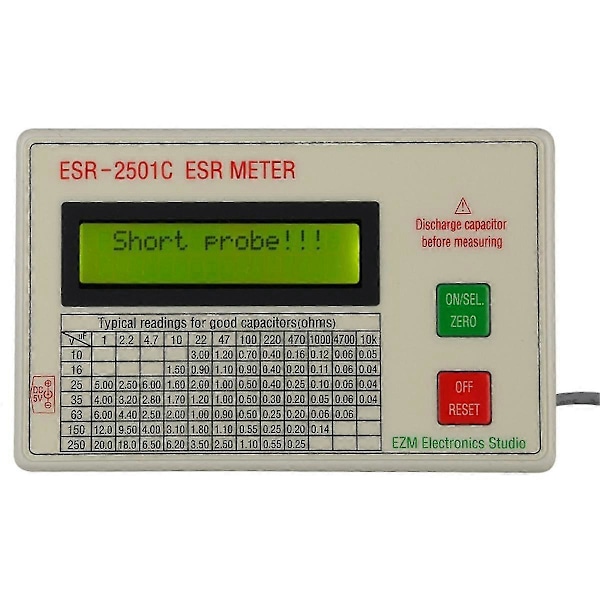 ESR-2501C ESR METER
Short probe!!!
Discharge capacitor
before measuring
ON/SEL.
ZERO
OFF
RESET
DC
5V
Typical readings for good capacitors(ohms)
V uF 1 2.2 4.7 10 22 47 100 220 470 1000 4700 10k
10 3.00 1.20 0.70 0.40 0.16 0.12 0.06 0.05
16 1.50 0.90 1.10 0.90 0.40 0.20 0.11 0.06 0.04
25 5.00 2.50 6.00 1.60 2.60 1.00 0.50 0.40 0.25 0.10 0.06 0.04
35 4.00 3.20 2.80 1.70 1.20 1.00 0.50 0.30 0.20 0.05 0.06 0.04
63 6.00 4.40 2.50 2.00 1.00 0.90 0.50 0.25 0.20 0.06 0.06
150 12.0 9.50 4.00 3.10 1.80 1.10 0.55 0.25 0.20 0.14
250 20.0 18.0 6.50 6.20 3.50 2.50 1.10 0.55 0.25
EZM Electronics Studio